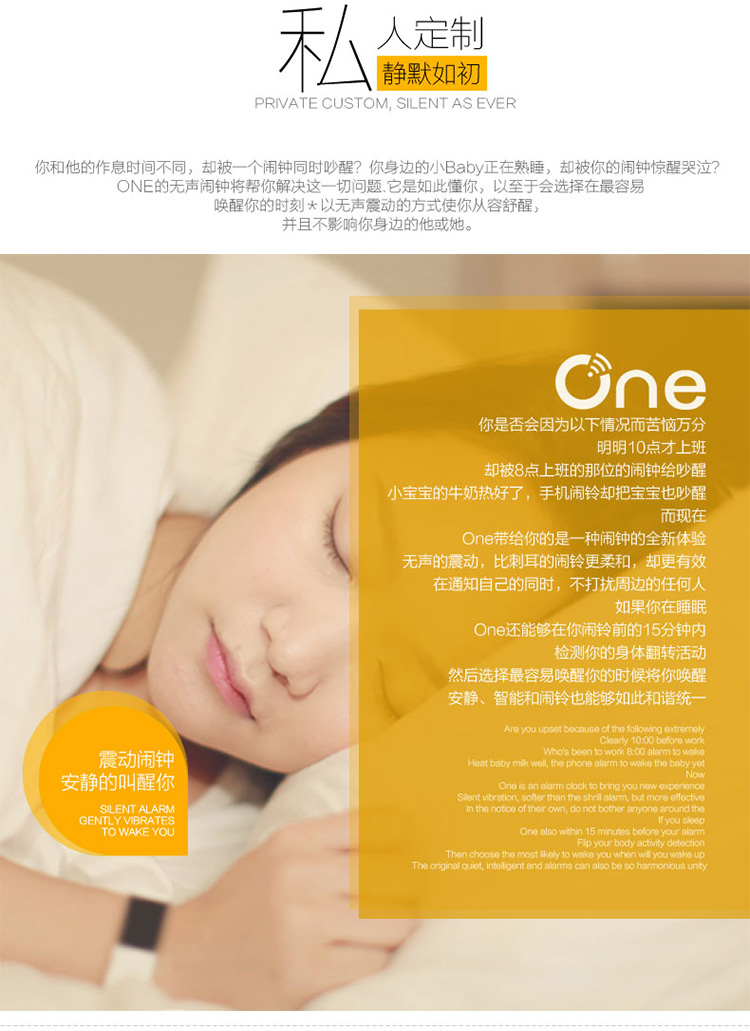 私人定制
静默如初
PRIVATE CUSTOM, SILENT AS EVER
你和他的作息时间不同，却被一个闹钟同时吵醒？你身边的小Baby正在熟睡，却被你的闹钟惊醒哭泣？
ONE的无声闹钟将帮你解决这一切问题.它是如此懂你，以至于会选择在最容易
唤醒你的时刻＊以无声震动的方式使你从容舒醒，
并且不影响你身边的他或她。
One
你是否会因为以下情况而苦恼万分
明明10点才上班
却被8点上班的那位的闹钟给吵醒
小宝宝的牛奶热好了，手机闹铃却把宝宝也吵醒
而现在
One带给你的是一种闹钟的全新体验
无声的震动，比刺耳的闹铃更柔和，却更有效
在通知自己的同时，不打扰周边的任何人
如果你在睡眠
One还能够在你闹铃前的15分钟内
检测你的身体翻转活动
然后选择最容易唤醒你的时候将你唤醒
安静、智能和闹铃也能够如此和谐统一
Are you upset because of the following extremely
Clearly 10:00 before work
Who's been to work 8:00 alarm to wake
Heat baby milk well, the phone alarm to wake the baby yet
Now
One is an alarm clock to bring you new experience
Silent vibration, softer than the shrill alarm, but more effective
In the notice of their own, do not bother anyone around the
If you sleep
One also within 15 minutes before your alarm
Flip your body activity detection
Then choose the most likely to wake you when will you wake up
The original quiet, intelligent and alarms can also be so harmonious unity
震动闹钟
安静的叫醒你
SILENT ALARM
GENTLY VIBRATES
TO WAKE YOU